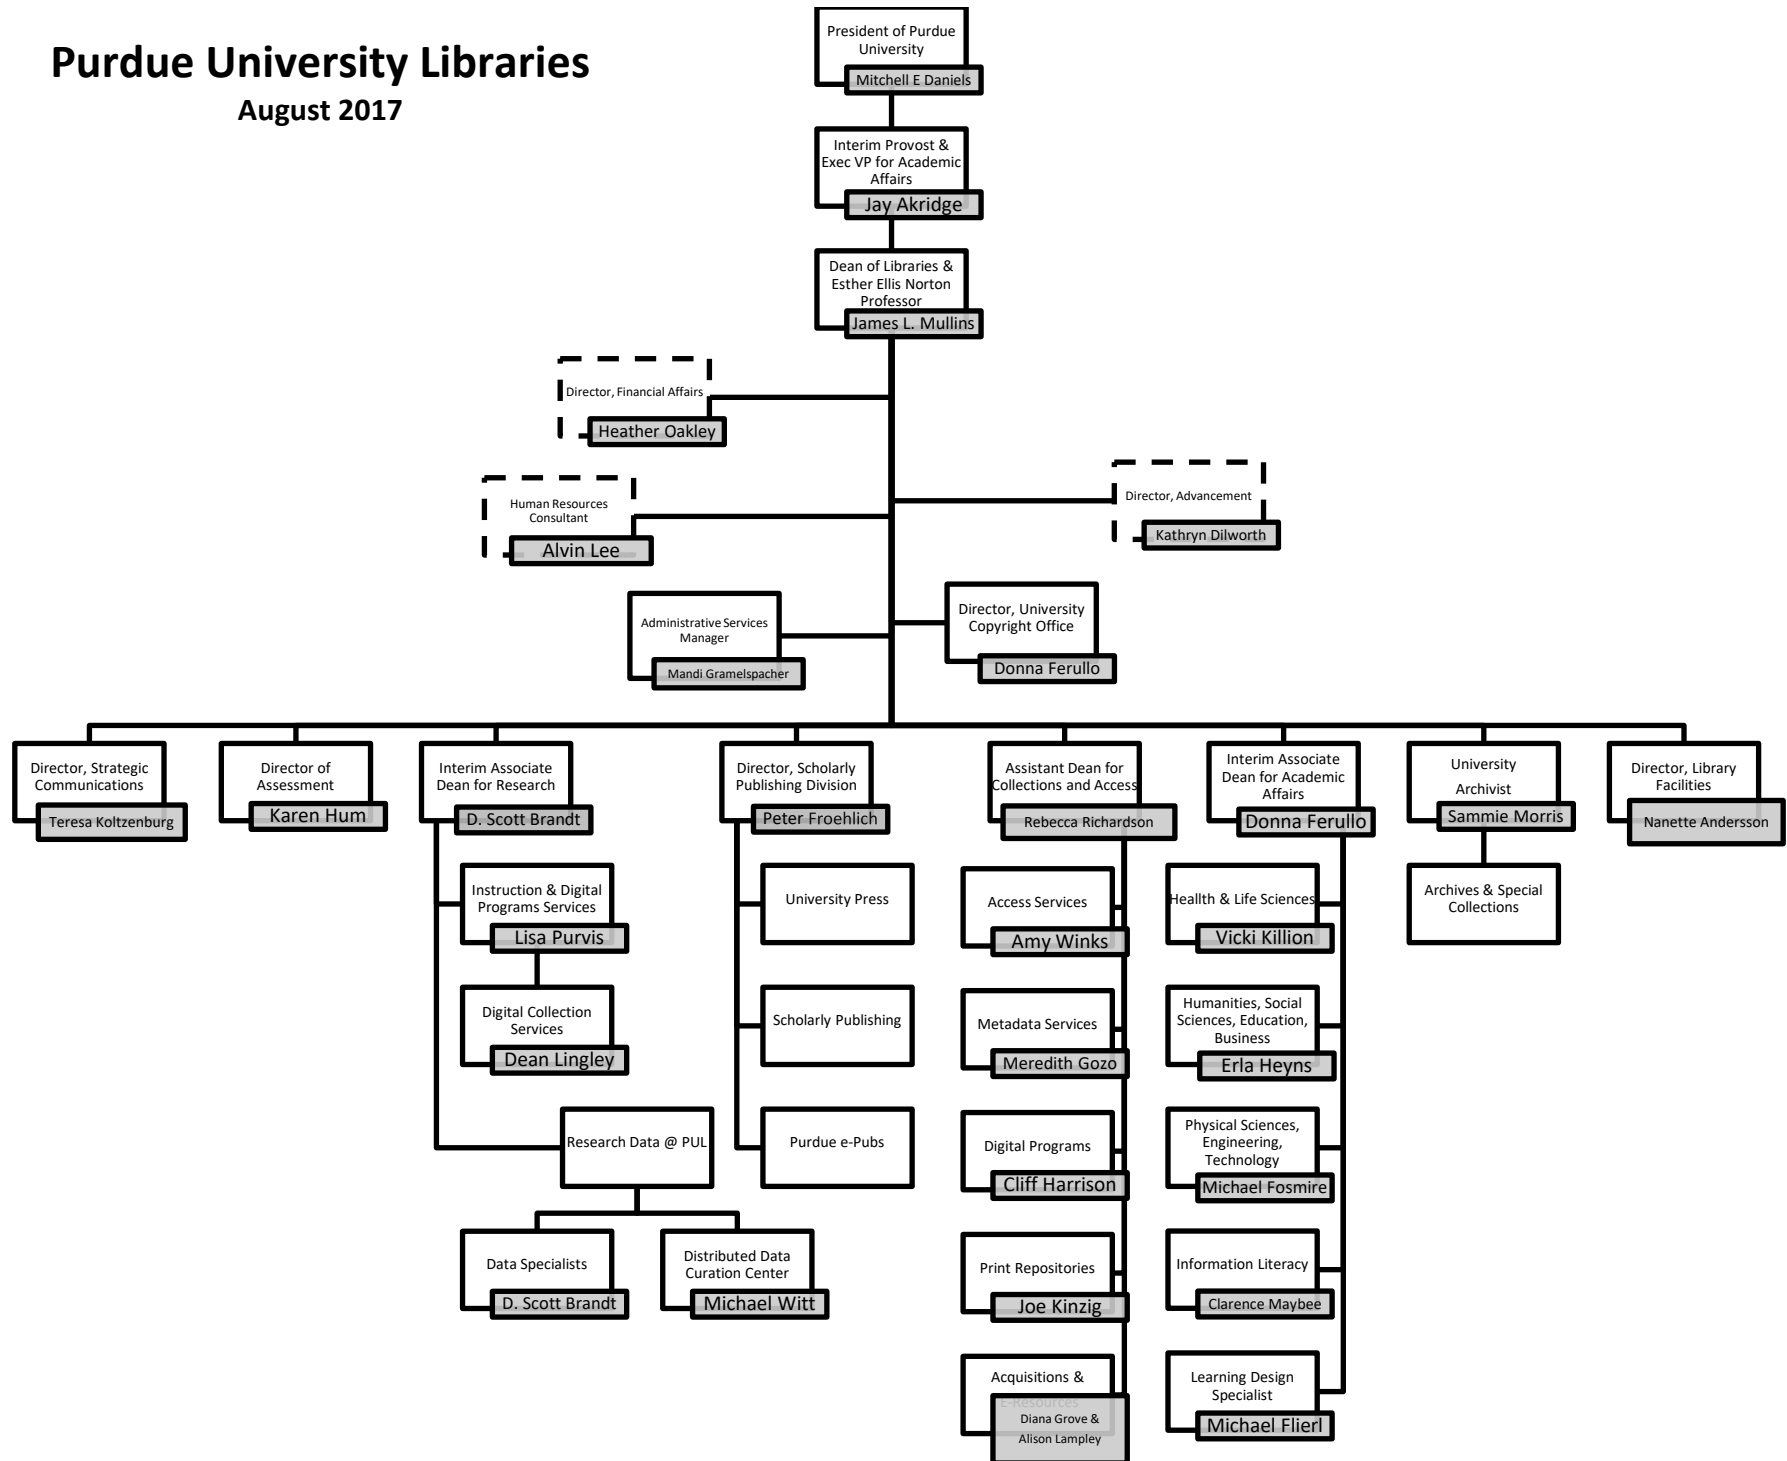 Purdue University Libraries
August 2017
President of Purdue
University
Mitchell E Daniels
Interim Provost &
Exec VP for Academic
Affairs
Jay Akridge
Dean of Libraries &
Esther Ellis Norton
Professor
James L. Mullins
Director, Financial Affairs
Heather Oakley
Human Resources
Consultant
Alvin Lee
Director, Advancement
Kathryn Dilworth
Administrative Services
Manager
Mandi Gramelspacher
Director, University
Copyright Office
Donna Ferullo
Director, Strategic
Communications
Teresa Koltzenburg
Director of
Assessment
Karen Hum
Interim Associate
Dean for Research
D. Scott Brandt
Instruction & Digital
Programs Services
Lisa Purvis
Digital Collection
Services
Dean Lingley
Research Data @ PUL
Data Specialists
D. Scott Brandt
Distributed Data
Curation Center
Michael Witt
Director, Scholarly
Publishing Division
Peter Froehlich
University Press
Scholarly Publishing
Purdue e-Pubs
Assistant Dean for
Collections and Access
Rebecca Richardson
Access Services
Amy Winks
Metadata Services
Meredith Gozo
Digital Programs
Cliff Harrison
Print Repositories
Joe Kinzig
Acquisitions &
E-Resources
Diana Grove &
Alison Lampley
Interim Associate
Dean for Academic
Affairs
Donna Ferullo
Heallth & Life Sciences
Vicki Killion
Humanities, Social
Sciences, Education,
Business
Erla Heyns
Physical Sciences,
Engineering,
Technology
Michael Fosmire
Information Literacy
Clarence Maybee
Learning Design
Specialist
Michael Flierl
University
Archivist
Sammie Morris
Archives & Special
Collections
Director, Library
Facilities
Nanette Andersson